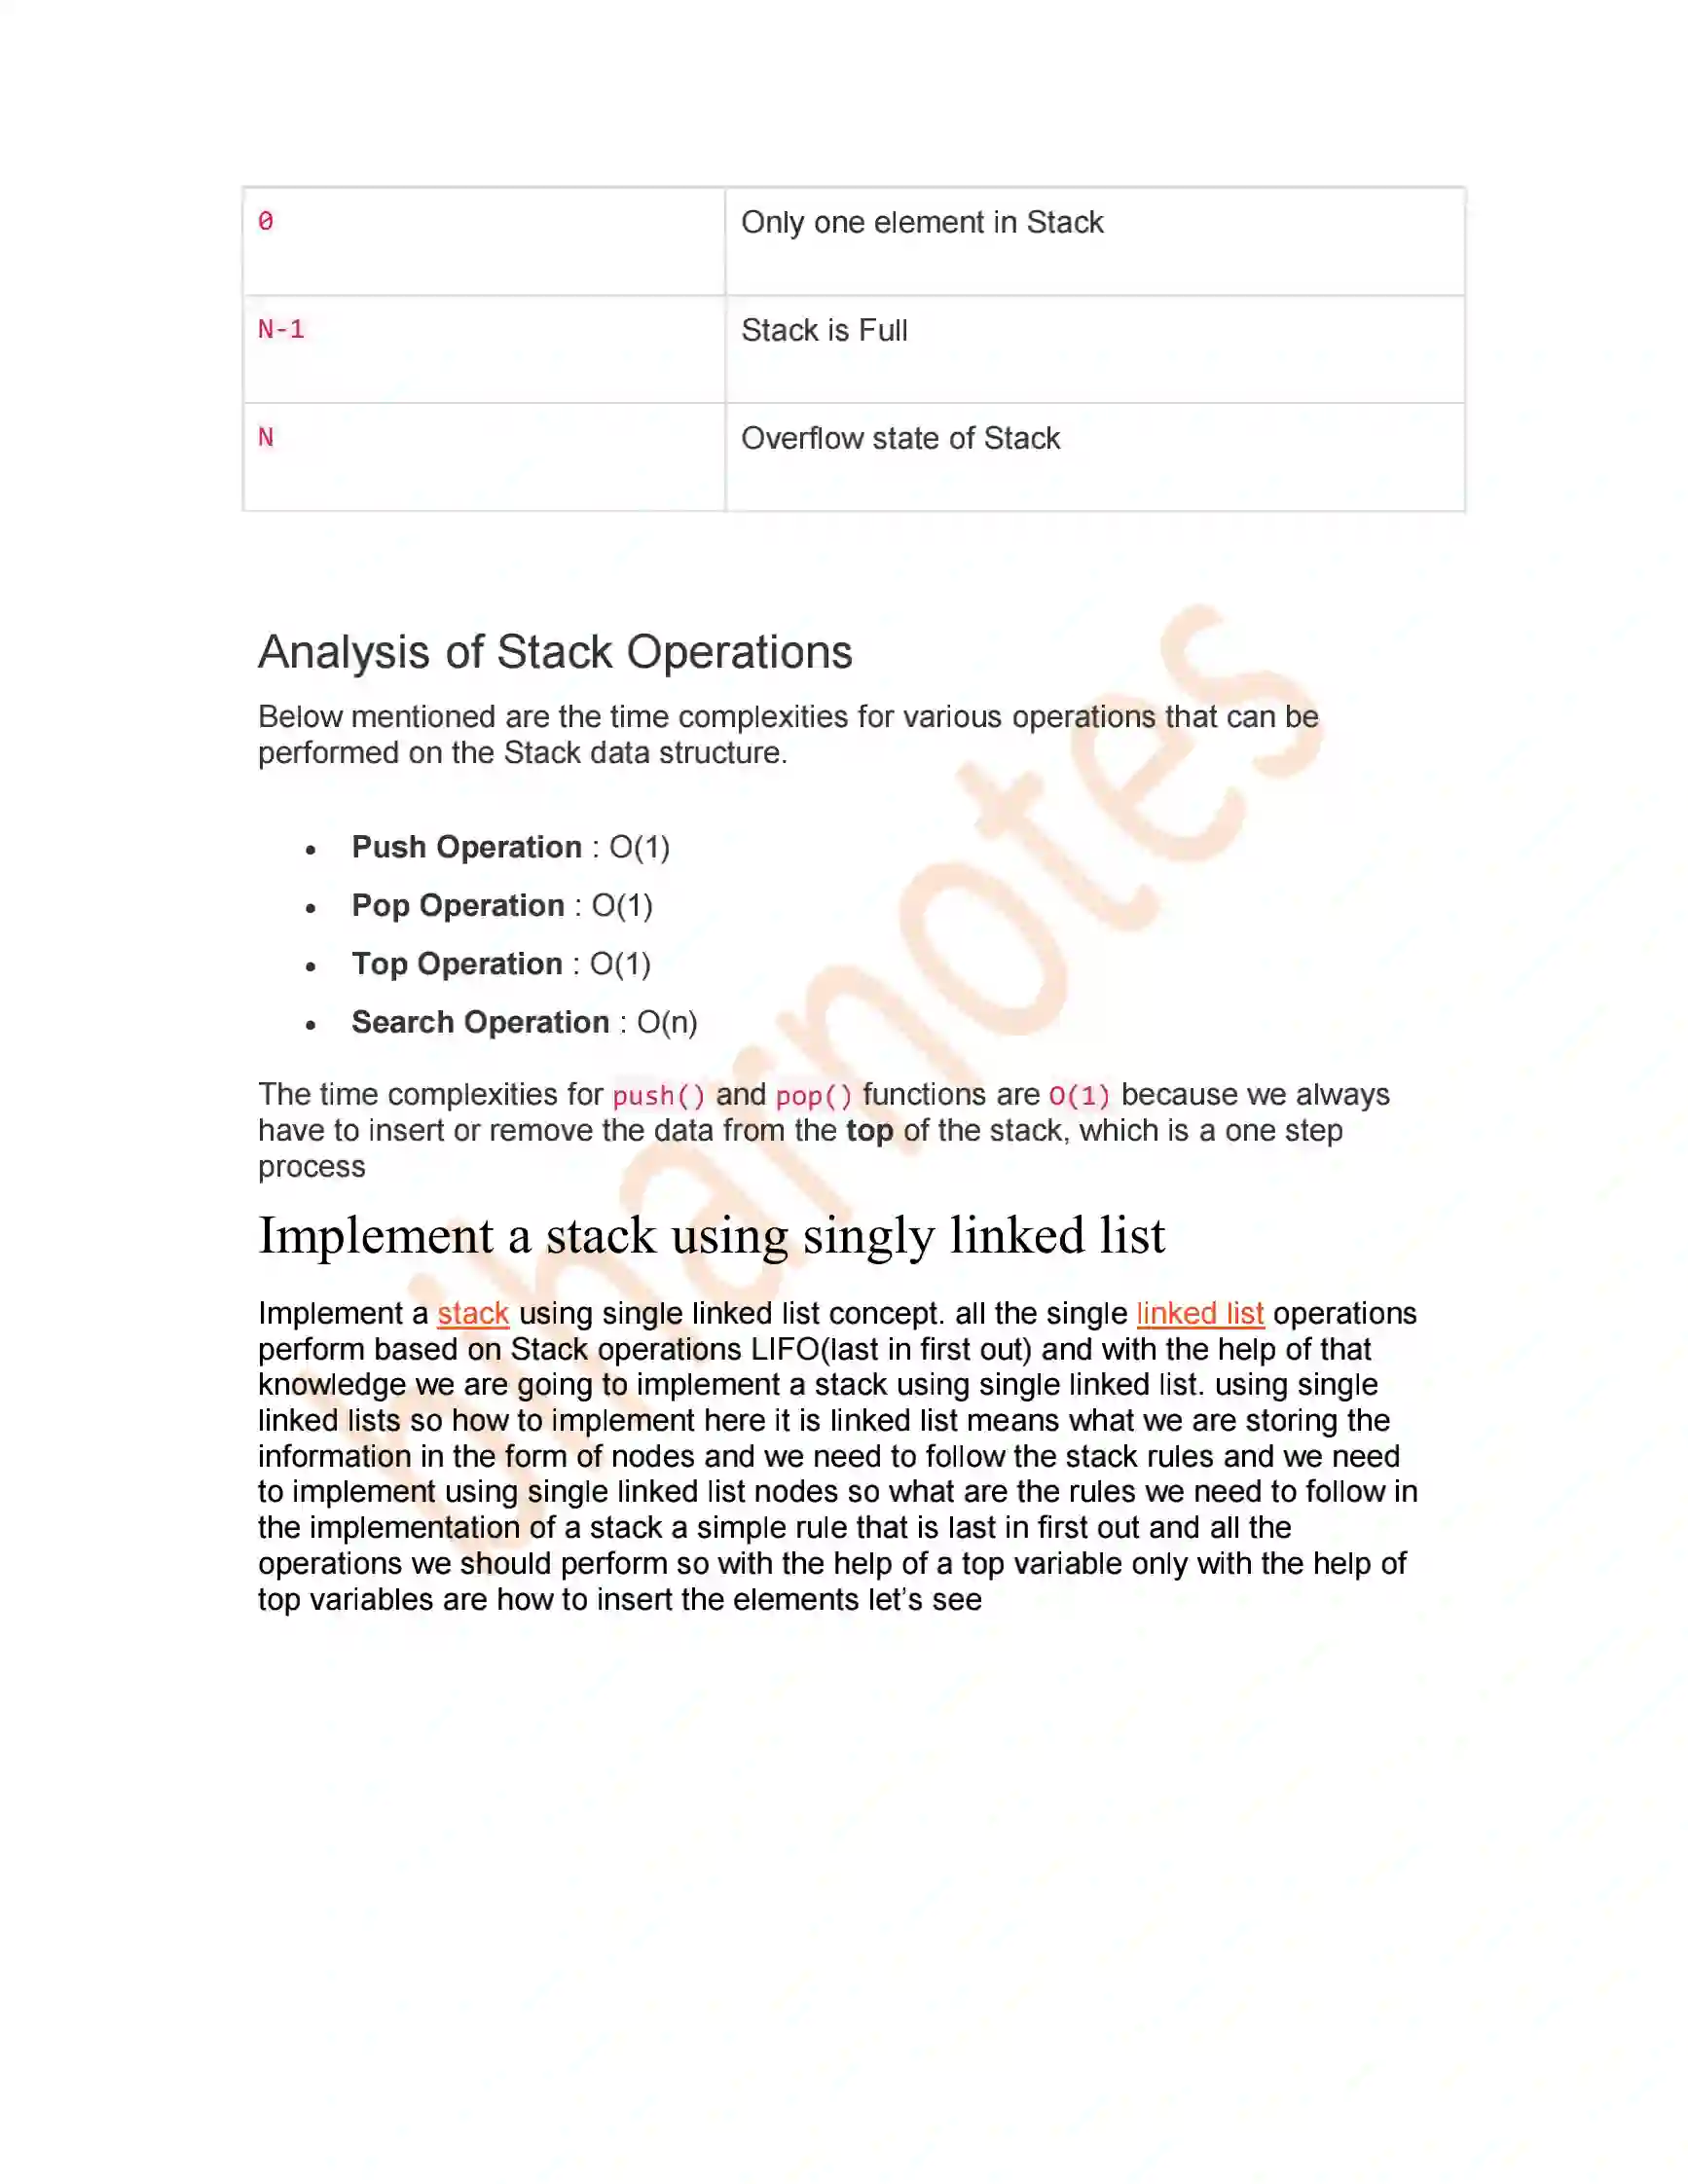 0 Only one element in Stack
N-1 Stack is Full
N Overflow state of Stack
Analysis of Stack Operations
Below mentioned are the time complexities for various operations that can be
performed on the Stack data structure.
• Push Operation : O(1)
• Pop Operation : O(1)
• Top Operation : O(1)
• Search Operation : O(n)
The time complexities for push() and pop() functions are O(1) because we always
have to insert or remove the data from the top of the stack, which is a one step
process
Implement a stack using singly linked list
Implement a stack using single linked list concept. all the single linked list operations
perform based on Stack operations LIFO(last in first out) and with the help of that
knowledge we are going to implement a stack using single linked list. using single
linked lists so how to implement here it is linked list means what we are storing the
information in the form of nodes and we need to follow the stack rules and we need
to implement using single linked list nodes so what are the rules we need to follow in
the implementation of a stack a simple rule that is last in first out and all the
operations we should perform so with the help of a top variable only with the help of
top variables are how to insert the elements let’s see
biharnotes